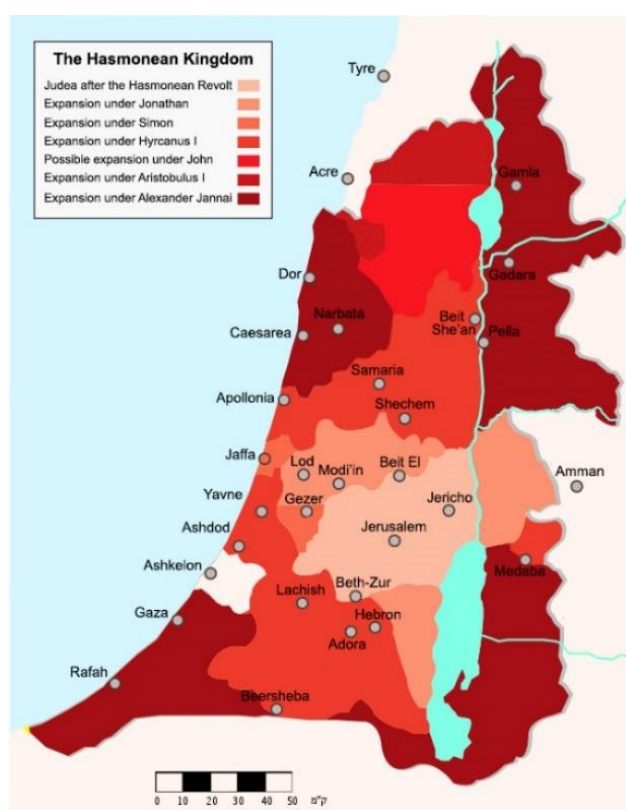 The Hasmonean Kingdom
Judea after the Hasmonean Revolt
Expansion under Jonathan
Expansion under Simon
Expansion under Hyrcanus I
Possible expansion under John
Expansion under Aristobulus I
Expansion under Alexander Jannai
Tyre
Acre
Gamla
Gadara
Dor
Narbata
Caesarea
Beit
She'an
Pella
Samaria
Apollonia
Shechem
Jaffa
Lod
Modi'in
Beit El
Amman
Yavne
Gezer
Jericho
Ashdod
Jerusalem
Ashkelon
Medaba
Beth-Zur
Lachish
Gaza
Hebron
Adora
Rafah
Beersheba
0 10 20 30 40 50 ק"מ